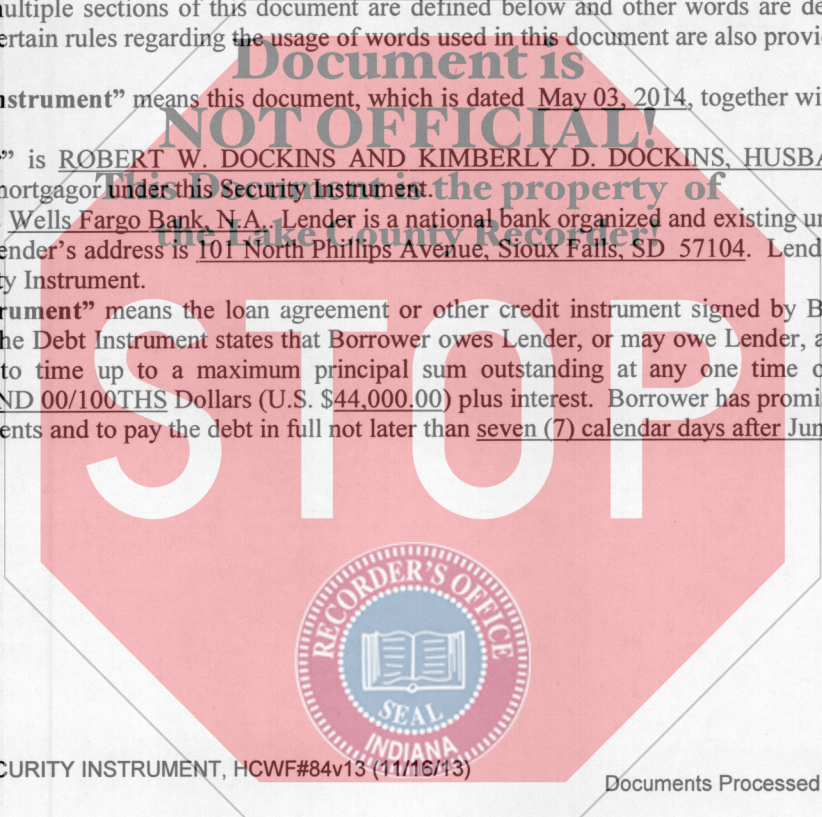 ultiple sections of this document are defined below and other words are de
ertain rules regarding the usage of words used in this document are also provi
Document is
nstrument” means this document, which is dated May 03, 2014, together wi
NOT OFFICIAL!
” is ROBERT W. DOCKINS AND KIMBERLY D. DOCKINS, HUSBA
mortgagor under this Security Instrument.
This Document is the property of
Wells Fargo Bank, N.A. Lender is a national bank organized and existing un
the Lake County Recorder!
ender’s address is 101 North Phillips Avenue, Sioux Falls, SD 57104. Lend
ty Instrument.
rument” means the loan agreement or other credit instrument signed by B
he Debt Instrument states that Borrower owes Lender, or may owe Lender, a
to time up to a maximum principal sum outstanding at any one time o
ND 00/100THS Dollars (U.S. $44,000.00) plus interest. Borrower has promi
ents and to pay the debt in full not later than seven (7) calendar days after Jun
STOP
RECORDER'S OFFICE
SEAL
INDIANA
CURITY INSTRUMENT, HCWF#84v13 (11/16/13)
Documents Processed